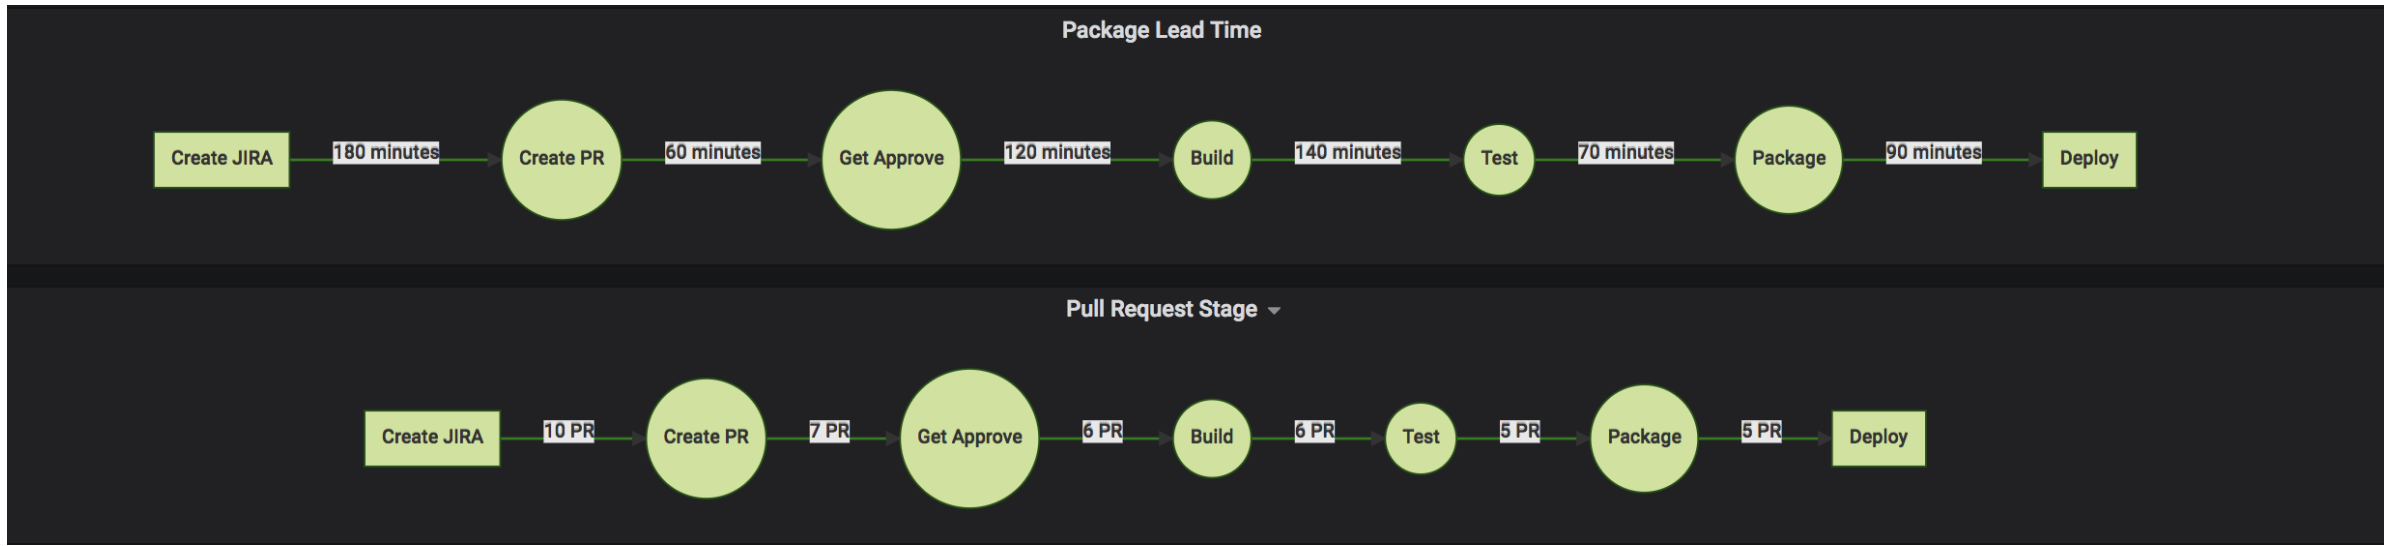 Package Lead Time
Create JIRA 180 minutes Create PR 60 minutes Get Approve 120 minutes Build 140 minutes Test 70 minutes Package 90 minutes Deploy
Pull Request Stage
Create JIRA 10 PR Create PR 7 PR Get Approve 6 PR Build 6 PR Test 5 PR Package 5 PR Deploy